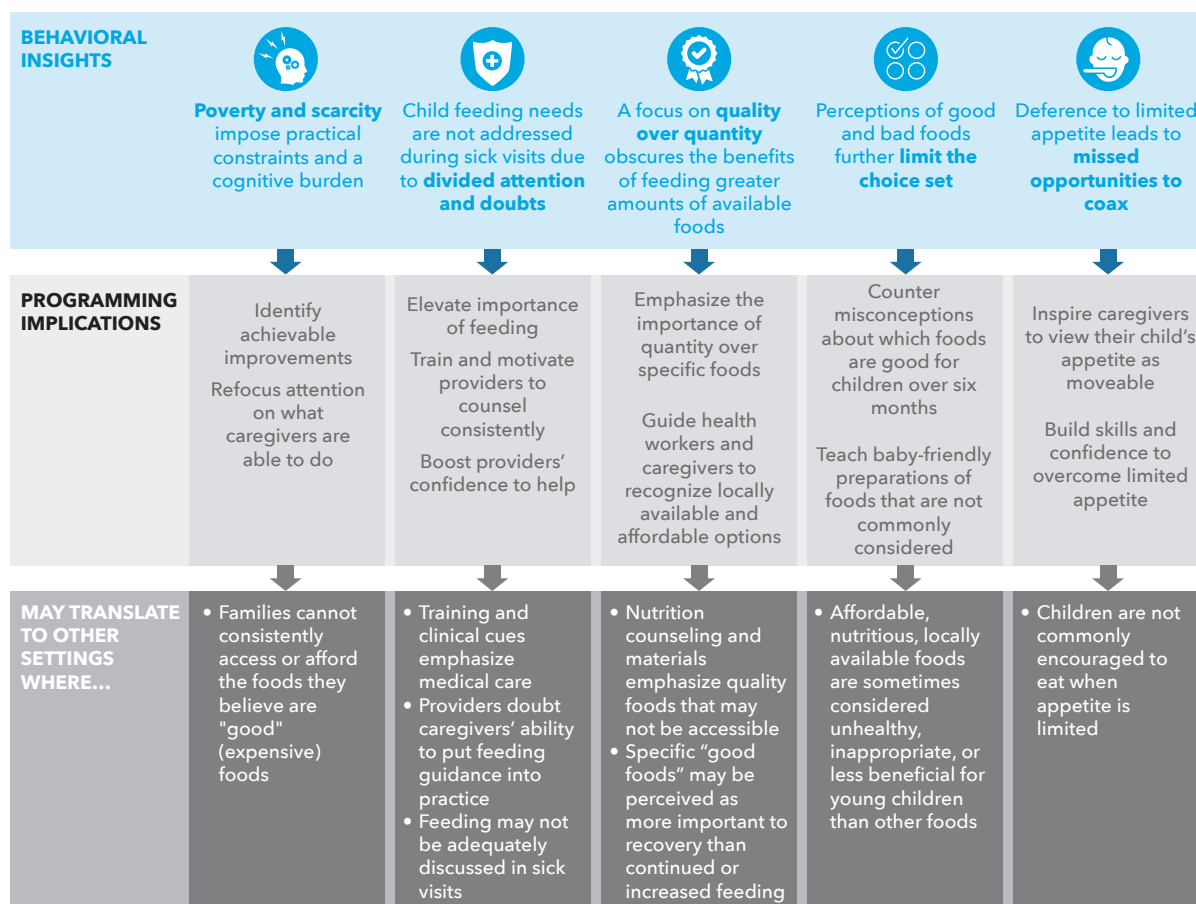 BEHAVIORAL
INSIGHTS
Poverty and scarcity
impose practical
constraints and a
cognitive burden
Child feeding needs
are not addressed
during sick visits due
to divided attention
and doubts
A focus on quality
over quantity
obscures the benefits
of feeding greater
amounts of available
foods
Perceptions of good
and bad foods
further limit the
choice set
Deference to limited
appetite leads to
missed
opportunities to
coax
PROGRAMMING
IMPLICATIONS
Identify
achievable
improvements
Refocus attention
on what
caregivers are
able to do
Elevate importance
of feeding
Train and motivate
providers to
counsel
consistently
Boost providers’
confidence to help
Emphasize the
importance of
quantity over
specific foods
Guide health
workers and
caregivers to
recognize locally
available and
affordable options
Counter
misconceptions
about which foods
are good for
children over six
months
Teach baby-friendly
preparations of
foods that are not
commonly
considered
Inspire caregivers
to view their child’s
appetite as
moveable
Build skills and
confidence to
overcome limited
appetite
MAY TRANSLATE
TO OTHER
SETTINGS
WHERE...
• Families cannot
consistently
access or afford
the foods they
believe are
"good"
(expensive)
foods
• Training and
clinical cues
emphasize
medical care
• Providers doubt
caregivers’ ability
to put feeding
guidance into
practice
• Feeding may not
be adequately
discussed in sick
visits
• Nutrition
counseling and
materials
emphasize quality
foods that may
not be accessible
• Specific “good
foods” may be
perceived as
more important to
recovery than
continued or
increased feeding
• Affordable,
nutritious, locally
available foods
are sometimes
considered
unhealthy,
inappropriate, or
less beneficial for
young children
than other foods
• Children are not
commonly
encouraged to
eat when
appetite is
limited